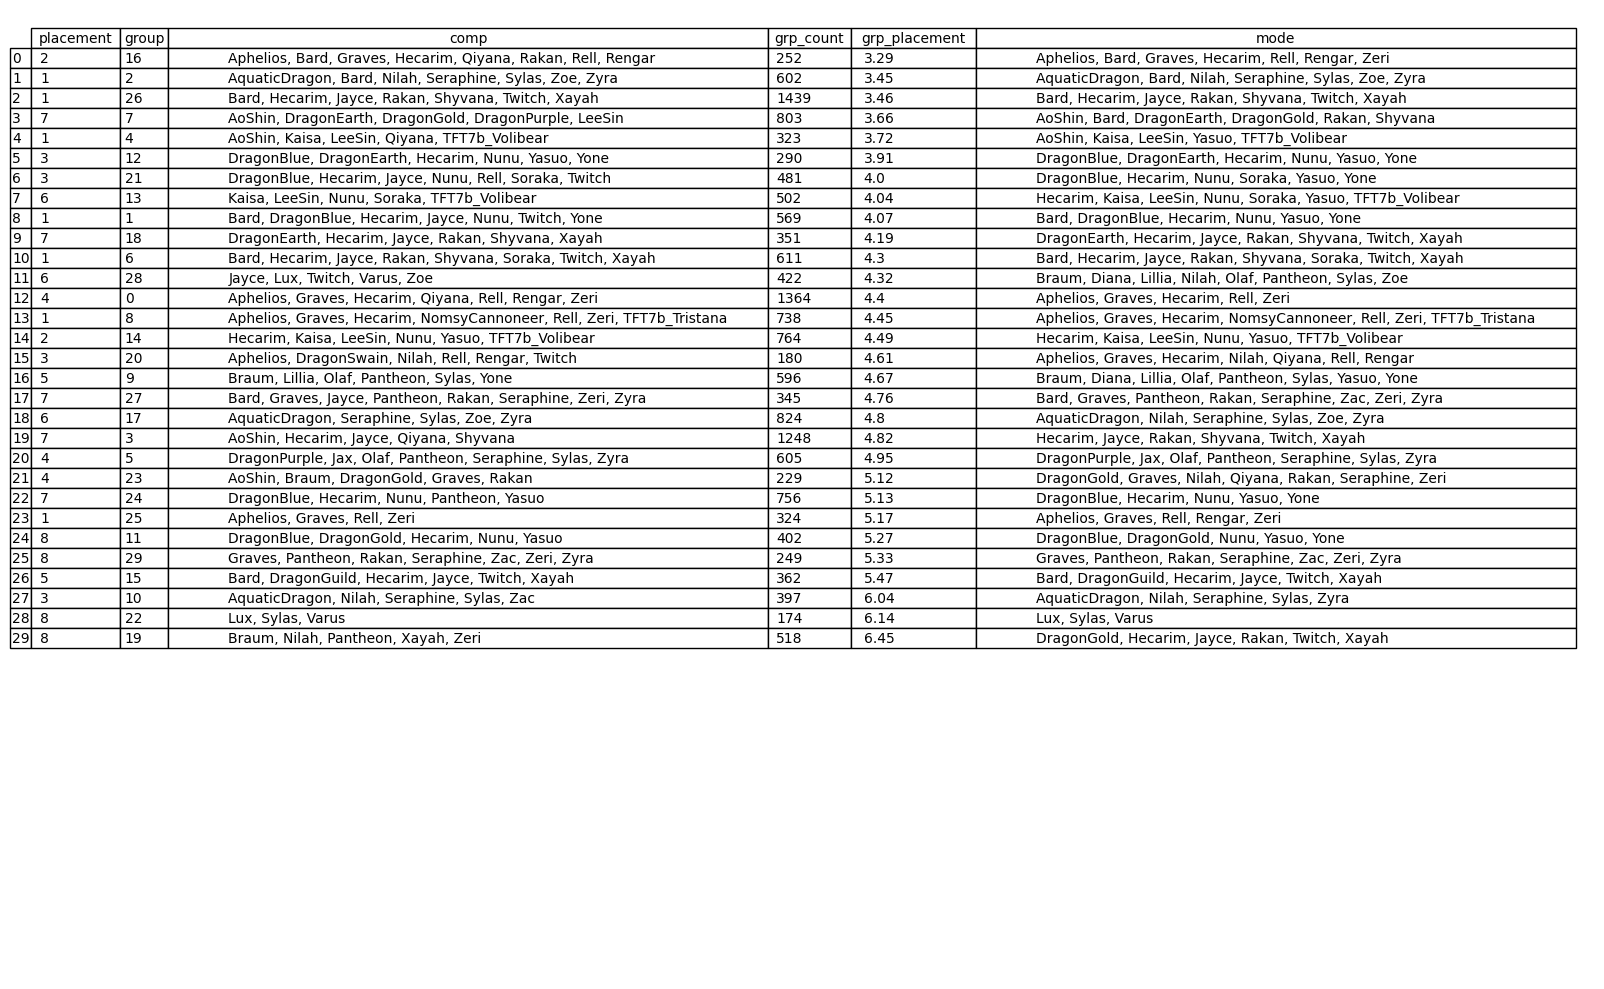 placement group comp grp_count grp_placement mode
0 2 16 Aphelios, Bard, Graves, Hecarim, Qiyana, Rakan, Rell, Rengar 252 3.29 Aphelios, Bard, Graves, Hecarim, Rell, Rengar, Zeri
1 1 2 AquaticDragon, Bard, Nilah, Seraphine, Sylas, Zoe, Zyra 602 3.45 AquaticDragon, Bard, Nilah, Seraphine, Sylas, Zoe, Zyra
2 1 26 Bard, Hecarim, Jayce, Rakan, Shyvana, Twitch, Xayah 1439 3.46 Bard, Hecarim, Jayce, Rakan, Shyvana, Twitch, Xayah
3 7 7 AoShin, DragonEarth, DragonGold, DragonPurple, LeeSin 803 3.66 AoShin, Bard, DragonEarth, DragonGold, Rakan, Shyvana
4 1 4 AoShin, Kaisa, LeeSin, Qiyana, TFT7b_Volibear 323 3.72 AoShin, Kaisa, LeeSin, Yasuo, TFT7b_Volibear
5 3 12 DragonBlue, DragonEarth, Hecarim, Nunu, Yasuo, Yone 290 3.91 DragonBlue, DragonEarth, Hecarim, Nunu, Yasuo, Yone
6 3 21 DragonBlue, Hecarim, Jayce, Nunu, Rell, Soraka, Twitch 481 4.0 DragonBlue, Hecarim, Nunu, Soraka, Yasuo, Yone
7 6 13 Kaisa, LeeSin, Nunu, Soraka, TFT7b_Volibear 502 4.04 Hecarim, Kaisa, LeeSin, Nunu, Soraka, Yasuo, TFT7b_Volibear
8 1 1 Bard, DragonBlue, Hecarim, Jayce, Nunu, Twitch, Yone 569 4.07 Bard, DragonBlue, Hecarim, Nunu, Yasuo, Yone
9 7 18 DragonEarth, Hecarim, Jayce, Rakan, Shyvana, Xayah 351 4.19 DragonEarth, Hecarim, Jayce, Rakan, Shyvana, Twitch, Xayah
10 1 6 Bard, Hecarim, Jayce, Rakan, Shyvana, Soraka, Twitch, Xayah 611 4.3 Bard, Hecarim, Jayce, Rakan, Shyvana, Soraka, Twitch, Xayah
11 6 28 Jayce, Lux, Twitch, Varus, Zoe 422 4.32 Braum, Diana, Lillia, Nilah, Olaf, Pantheon, Sylas, Zoe
12 4 0 Aphelios, Graves, Hecarim, Qiyana, Rell, Rengar, Zeri 1364 4.4 Aphelios, Graves, Hecarim, Rell, Zeri
13 1 8 Aphelios, Graves, Hecarim, NomsyCannoneer, Rell, Zeri, TFT7b_Tristana 738 4.45 Aphelios, Graves, Hecarim, NomsyCannoneer, Rell, Zeri, TFT7b_Tristana
14 2 14 Hecarim, Kaisa, LeeSin, Nunu, Yasuo, TFT7b_Volibear 764 4.49 Hecarim, Kaisa, LeeSin, Nunu, Yasuo, TFT7b_Volibear
15 3 20 Aphelios, DragonSwain, Nilah, Rell, Rengar, Twitch 180 4.61 Aphelios, Graves, Hecarim, Nilah, Qiyana, Rell, Rengar
16 5 9 Braum, Lillia, Olaf, Pantheon, Sylas, Yone 596 4.67 Braum, Diana, Lillia, Olaf, Pantheon, Sylas, Yasuo, Yone
17 7 27 Bard, Graves, Jayce, Pantheon, Rakan, Seraphine, Zeri, Zyra 345 4.76 Bard, Graves, Pantheon, Rakan, Seraphine, Zac, Zeri, Zyra
18 6 17 AquaticDragon, Seraphine, Sylas, Zoe, Zyra 824 4.8 AquaticDragon, Nilah, Seraphine, Sylas, Zoe, Zyra
19 7 3 AoShin, Hecarim, Jayce, Qiyana, Shyvana 1248 4.82 Hecarim, Jayce, Rakan, Shyvana, Twitch, Xayah
20 4 5 DragonPurple, Jax, Olaf, Pantheon, Seraphine, Sylas, Zyra 605 4.95 DragonPurple, Jax, Olaf, Pantheon, Seraphine, Sylas, Zyra
21 4 23 AoShin, Braum, DragonGold, Graves, Rakan 229 5.12 DragonGold, Graves, Nilah, Qiyana, Rakan, Seraphine, Zeri
22 7 24 DragonBlue, Hecarim, Nunu, Pantheon, Yasuo 756 5.13 DragonBlue, Hecarim, Nunu, Yasuo, Yone
23 1 25 Aphelios, Graves, Rell, Zeri 324 5.17 Aphelios, Graves, Rell, Rengar, Zeri
24 8 11 DragonBlue, DragonGold, Hecarim, Nunu, Yasuo 402 5.27 DragonBlue, DragonGold, Nunu, Yasuo, Yone
25 8 29 Graves, Pantheon, Rakan, Seraphine, Zac, Zeri, Zyra 249 5.33 Graves, Pantheon, Rakan, Seraphine, Zac, Zeri, Zyra
26 5 15 Bard, DragonGuild, Hecarim, Jayce, Twitch, Xayah 362 5.47 Bard, DragonGuild, Hecarim, Jayce, Twitch, Xayah
27 3 10 AquaticDragon, Nilah, Seraphine, Sylas, Zac 397 6.04 AquaticDragon, Nilah, Seraphine, Sylas, Zyra
28 8 22 Lux, Sylas, Varus 174 6.14 Lux, Sylas, Varus
29 8 19 Braum, Nilah, Pantheon, Xayah, Zeri 518 6.45 DragonGold, Hecarim, Jayce, Rakan, Twitch, Xayah